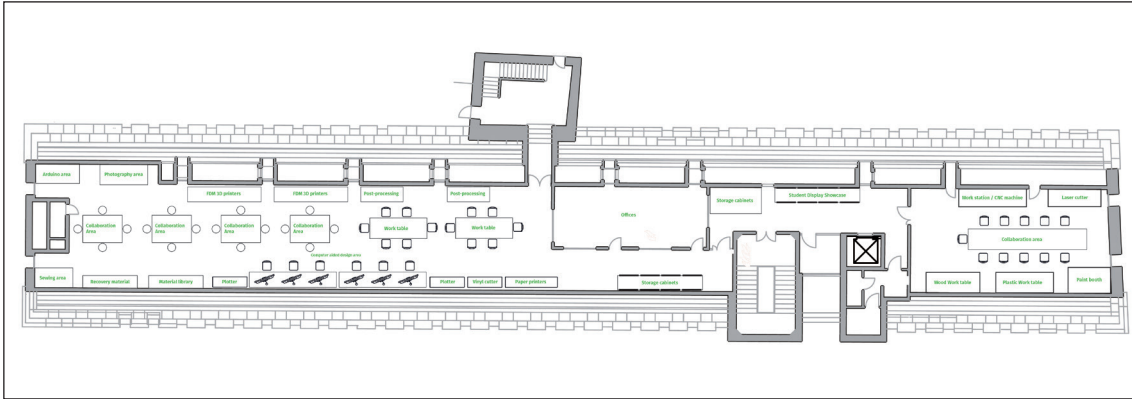 Arduino area
Photography area
FDM 3D printers
FDM 3D printers
Post-processing
Post-processing
Storage cabinets
Student Display Showcase
Work station / CNC machine
Laser cutter
Offices
Collaboration
Area
Collaboration
Area
Collaboration
Area
Collaboration
Area
Work table
Work table
Collaboration area
Computer aided design area
Sewing area
Recovery material
Material library
Plotter
Plotter
Vinyl cutter
Paper printers
Storage cabinets
Wood Work table
Plastic Work table
Paint booth